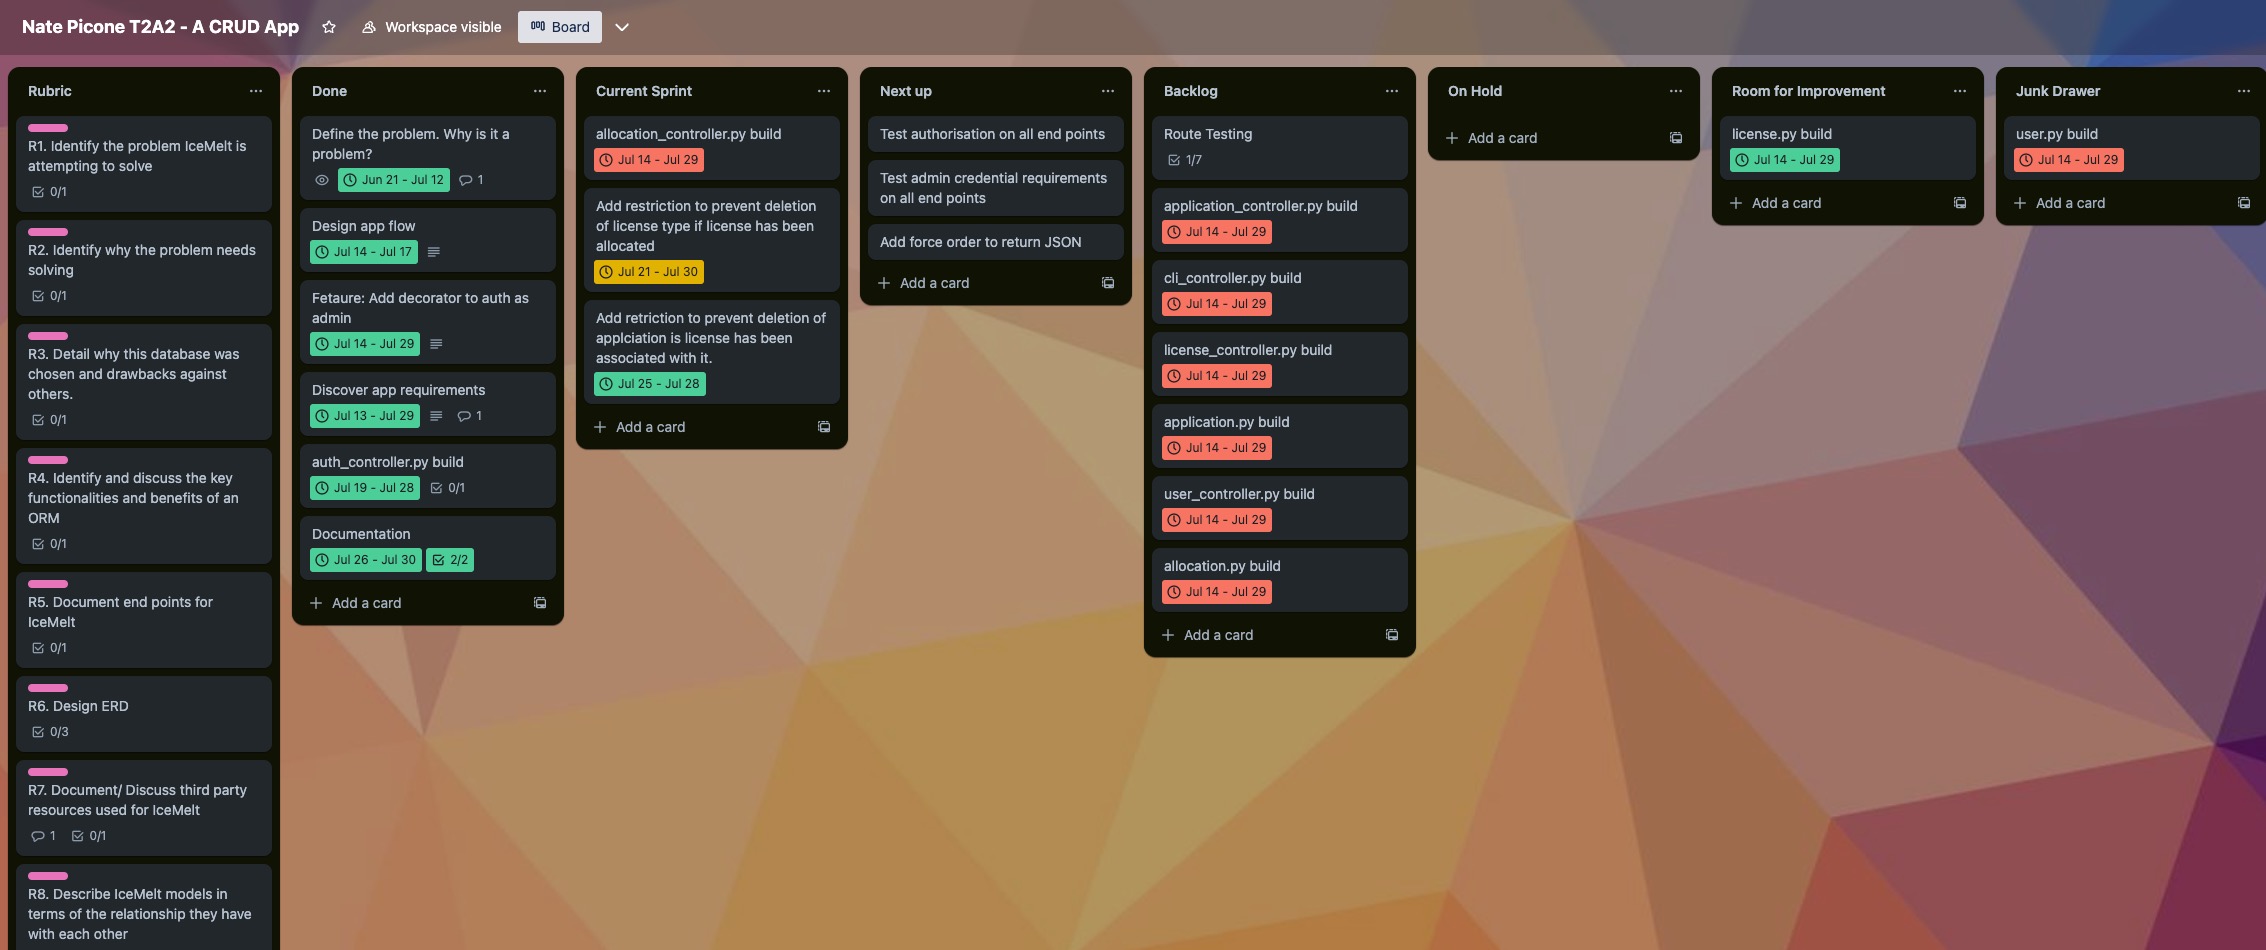 Nate Picone T2A2 - A CRUD App
Workspace visible
Board
Rubric
R1. Identify the problem IceMelt is
attempting to solve
0/1
R2. Identify why the problem needs
solving
0/1
R3. Detail why this database was
chosen and drawbacks against
others.
0/1
R4. Identify and discuss the key
functionalities and benefits of an
ORM
0/1
R5. Document end points for
IceMelt
0/1
R6. Design ERD
0/3
R7. Document/ Discuss third party
resources used for IceMelt
1 0/1
R8. Describe IceMelt models in
terms of the relationship they have
with each other
Done
Define the problem. Why is it a
problem?
Jun 21 - Jul 12 1
Design app flow
Jul 14 - Jul 17
Fetaure: Add decorator to auth as
admin
Jul 14 - Jul 29
Discover app requirements
Jul 13 - Jul 29 1
auth_controller.py build
Jul 19 - Jul 28 0/1
Documentation
Jul 26 - Jul 30 2/2
Add a card
Current Sprint
allocation_controller.py build
Jul 14 - Jul 29
Add restriction to prevent deletion
of license type if license has been
allocated
Jul 21 - Jul 30
Add retriction to prevent deletion of
applciation is license has been
associated with it.
Jul 25 - Jul 28
Add a card
Next up
Test authorisation on all end points
Test admin credential requirements
on all end points
Add force order to return JSON
Add a card
Backlog
Route Testing
1/7
application_controller.py build
Jul 14 - Jul 29
cli_controller.py build
Jul 14 - Jul 29
license_controller.py build
Jul 14 - Jul 29
application.py build
Jul 14 - Jul 29
user_controller.py build
Jul 14 - Jul 29
allocation.py build
Jul 14 - Jul 29
Add a card
On Hold
Add a card
Room for Improvement
license.py build
Jul 14 - Jul 29
Add a card
Junk Drawer
user.py build
Jul 14 - Jul 29
Add a card